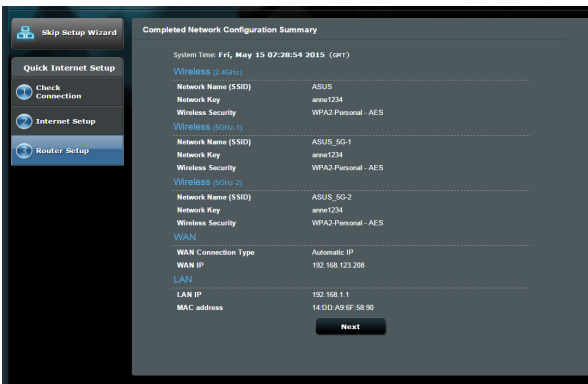 Skip Setup Wizard
Quick Internet Setup
1 Check Connection
2 Internet Setup
3 Router Setup
Completed Network Configuration Summary
System Time: Fri, May 15 07:28:54 2015 (GMT)
Wireless (2.4GHz)
Network Name (SSID) ASUS
Network Key anne1234
Wireless Security WPA2-Personal - AES
Wireless (5GHz-1)
Network Name (SSID) ASUS_5G-1
Network Key anne1234
Wireless Security WPA2-Personal - AES
Wireless (5GHz-2)
Network Name (SSID) ASUS_5G-2
Network Key anne1234
Wireless Security WPA2-Personal - AES
WAN
WAN Connection Type Automatic IP
WAN IP 192.168.123.208
LAN
LAN IP 192.168.1.1
MAC address 14:DD:A9:6F:58:90
Next